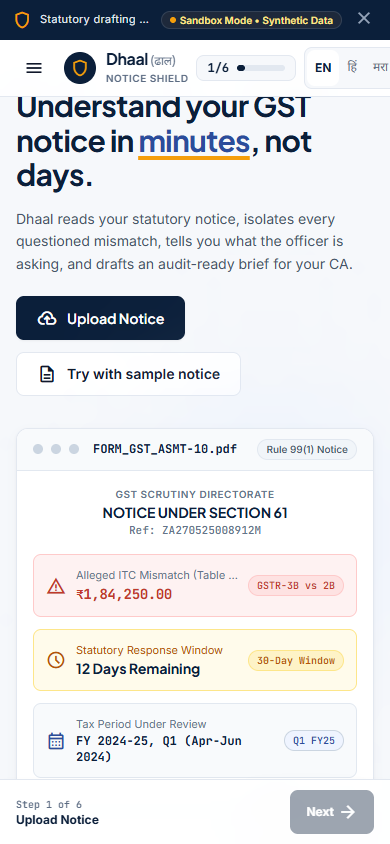 Statutory drafting ...
Sandbox Mode • Synthetic Data
Dhaal (ढाल)
NOTICE SHIELD
1/6
EN
हिं
मरा
Understand your GST
notice in minutes, not
days.
Dhaal reads your statutory notice, isolates every
questioned mismatch, tells you what the officer is
asking, and drafts an audit-ready brief for your CA.
Upload Notice
Try with sample notice
FORM_GST_ASMT-10.pdf
Rule 99(1) Notice
GST SCRUTINY DIRECTORATE
NOTICE UNDER SECTION 61
Ref: ZA270525008912M
Alleged ITC Mismatch (Table ...
₹1,84,250.00
GSTR-3B vs 2B
Statutory Response Window
12 Days Remaining
30-Day Window
Tax Period Under Review
FY 2024-25, Q1 (Apr-Jun
2024)
Q1 FY25
Step 1 of 6
Upload Notice
Next